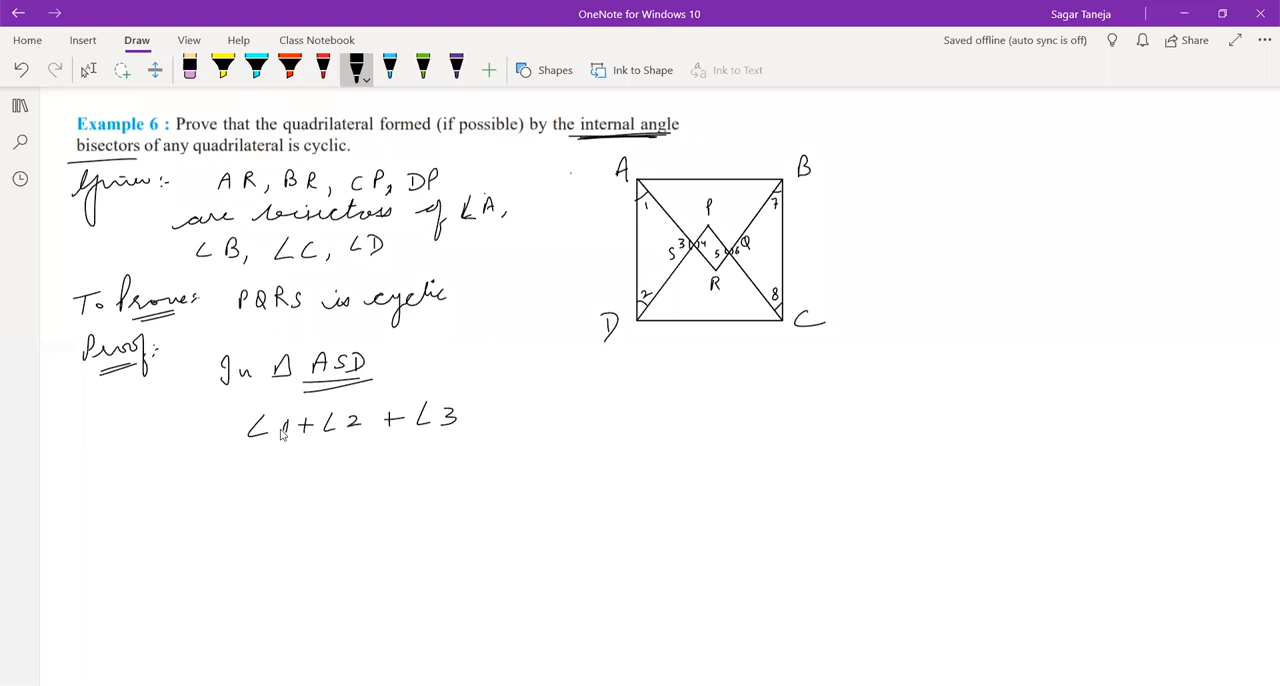 OneNote for Windows 10
Sagar Taneja
Home Insert Draw View Help Class Notebook
Saved offline (auto sync is off) Share
Shapes Ink to Shape Ink to Text
Example 6 : Prove that the quadrilateral formed (if possible) by the internal angle
bisectors of any quadrilateral is cyclic.
Given:- AR, BR, CP, DP
are bisectors of ∠A,
∠B, ∠C, ∠D
To Prove: PQRS is cyclic
Proof:
In Δ ASD
∠1 + ∠2 + ∠3
A B
1 7
P
S 3 4 5 6 Q
R
2 8
D C